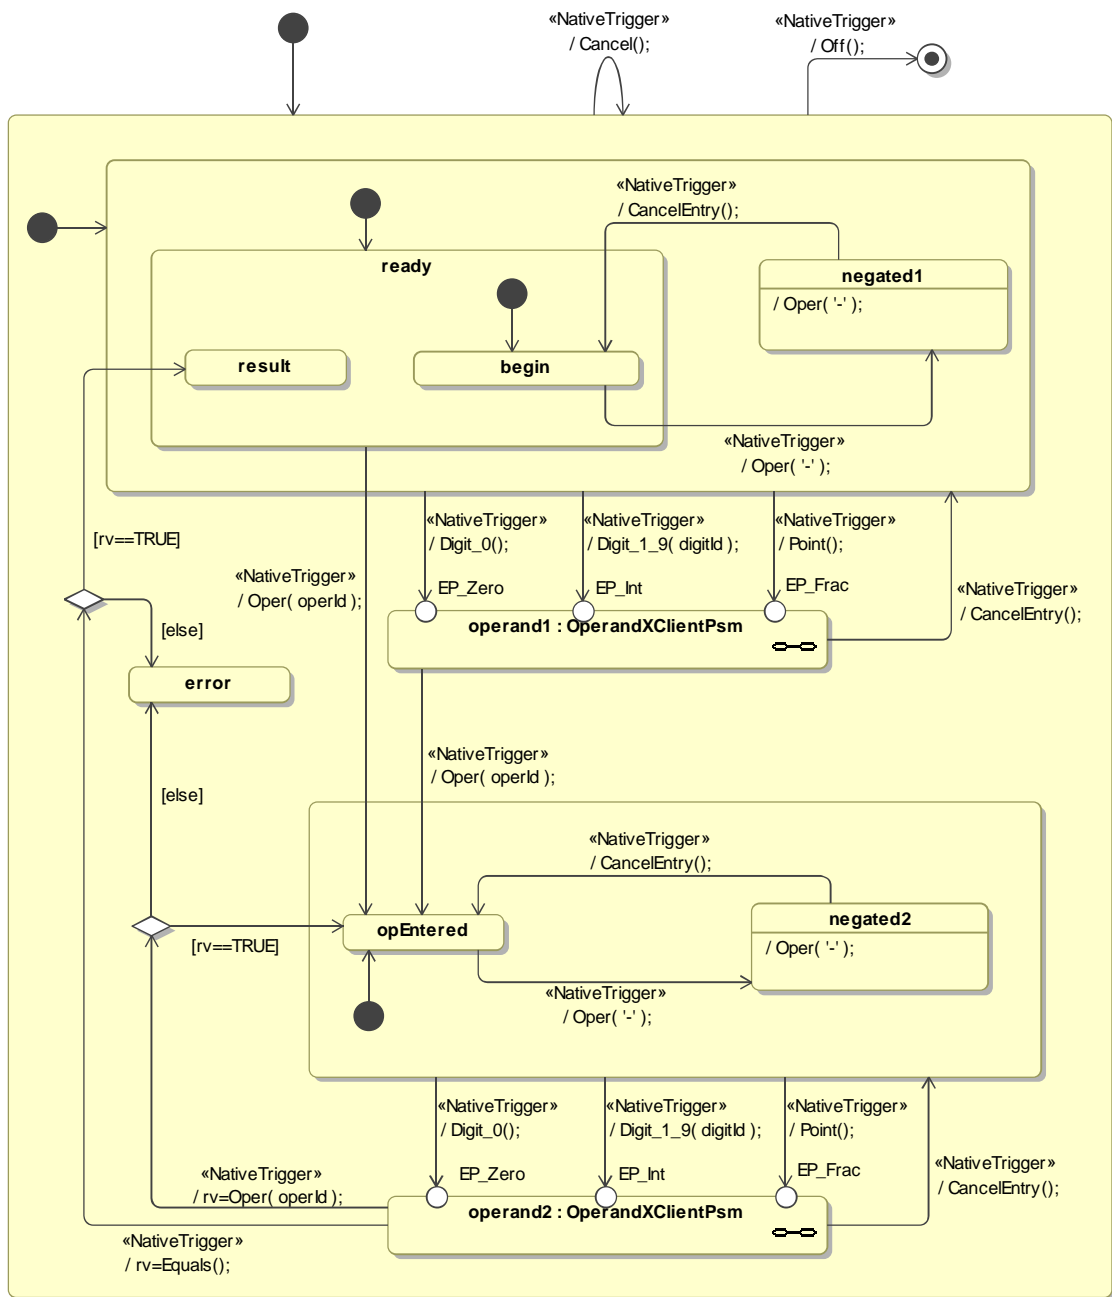 «NativeTrigger»
/ Cancel();
«NativeTrigger»
/ Off();
«NativeTrigger»
/ CancelEntry();
ready
negated1
/ Oper( '-' );
result
begin
«NativeTrigger»
/ Oper( '-' );
«NativeTrigger»
/ Digit_0();
«NativeTrigger»
/ Digit_1_9( digitId );
«NativeTrigger»
/ Point();
[rv==TRUE]
«NativeTrigger»
/ Oper( operId );
EP_Zero
EP_Int
EP_Frac
«NativeTrigger»
/ CancelEntry();
operand1 : OperandXClientPsm
[else]
error
«NativeTrigger»
/ Oper( operId );
[else]
«NativeTrigger»
/ CancelEntry();
opEntered
negated2
/ Oper( '-' );
[rv==TRUE]
«NativeTrigger»
/ Oper( '-' );
«NativeTrigger»
/ Digit_0();
«NativeTrigger»
/ Digit_1_9( digitId );
«NativeTrigger»
/ Point();
«NativeTrigger»
/ rv=Oper( operId );
EP_Zero
EP_Int
EP_Frac
«NativeTrigger»
/ CancelEntry();
operand2 : OperandXClientPsm
«NativeTrigger»
/ rv=Equals();